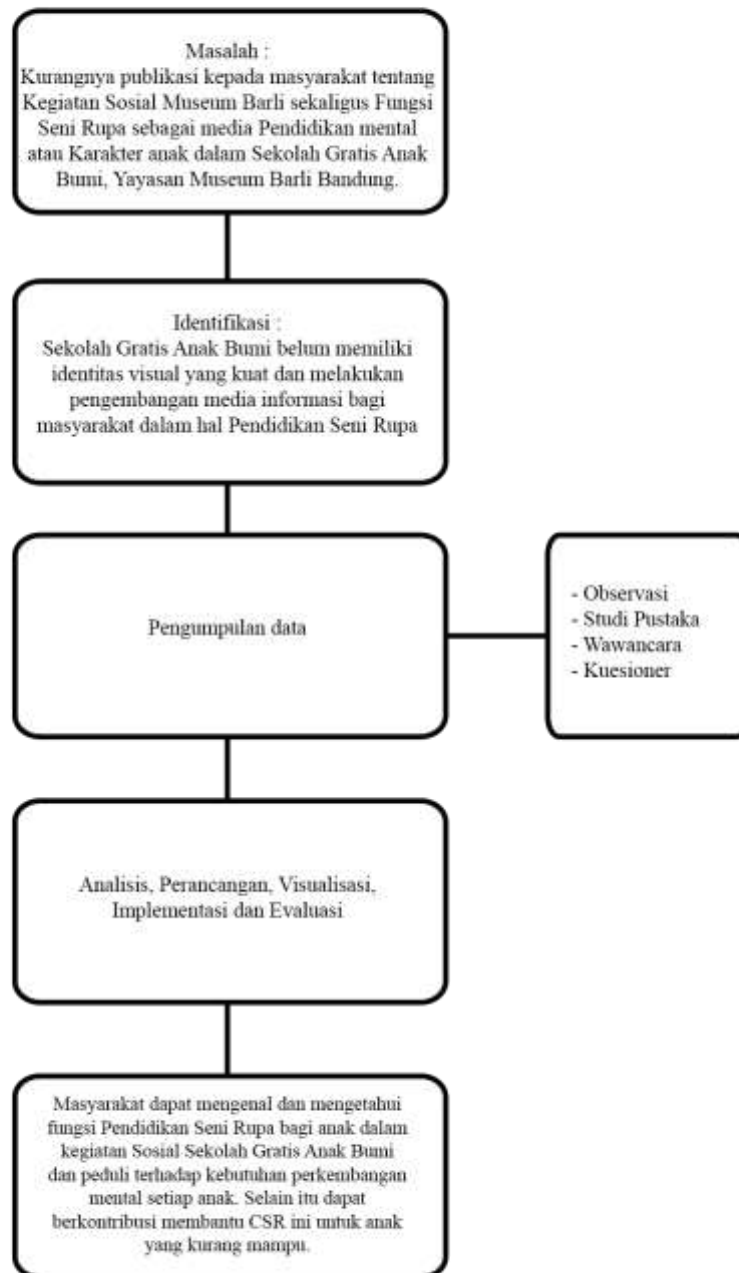 Masalah :
Kurangnya publikasi kepada masyarakat tentang
Kegiatan Sosial Museum Barli sekaligus Fungsi
Seni Rupa sebagai media Pendidikan mental
atau Karakter anak dalam Sekolah Gratis Anak
Bumi, Yayasan Museum Barli Bandung.
Identifikasi :
Sekolah Gratis Anak Bumi belum memiliki
identitas visual yang kuat dan melakukan
pengembangan media informasi bagi
masyarakat dalam hal Pendidikan Seni Rupa
Pengumpulan data
- Observasi
- Studi Pustaka
- Wawancara
- Kuesioner
Analisis, Perancangan, Visualisasi,
Implementasi dan Evaluasi
Masyarakat dapat mengenal dan mengetahui
fungsi Pendidikan Seni Rupa bagi anak dalam
kegiatan Sosial Sekolah Gratis Anak Bumi
dan peduli terhadap kebutuhan perkembangan
mental setiap anak. Selain itu dapat
berkontribusi membantu CSR ini untuk anak
yang kurang mampu.